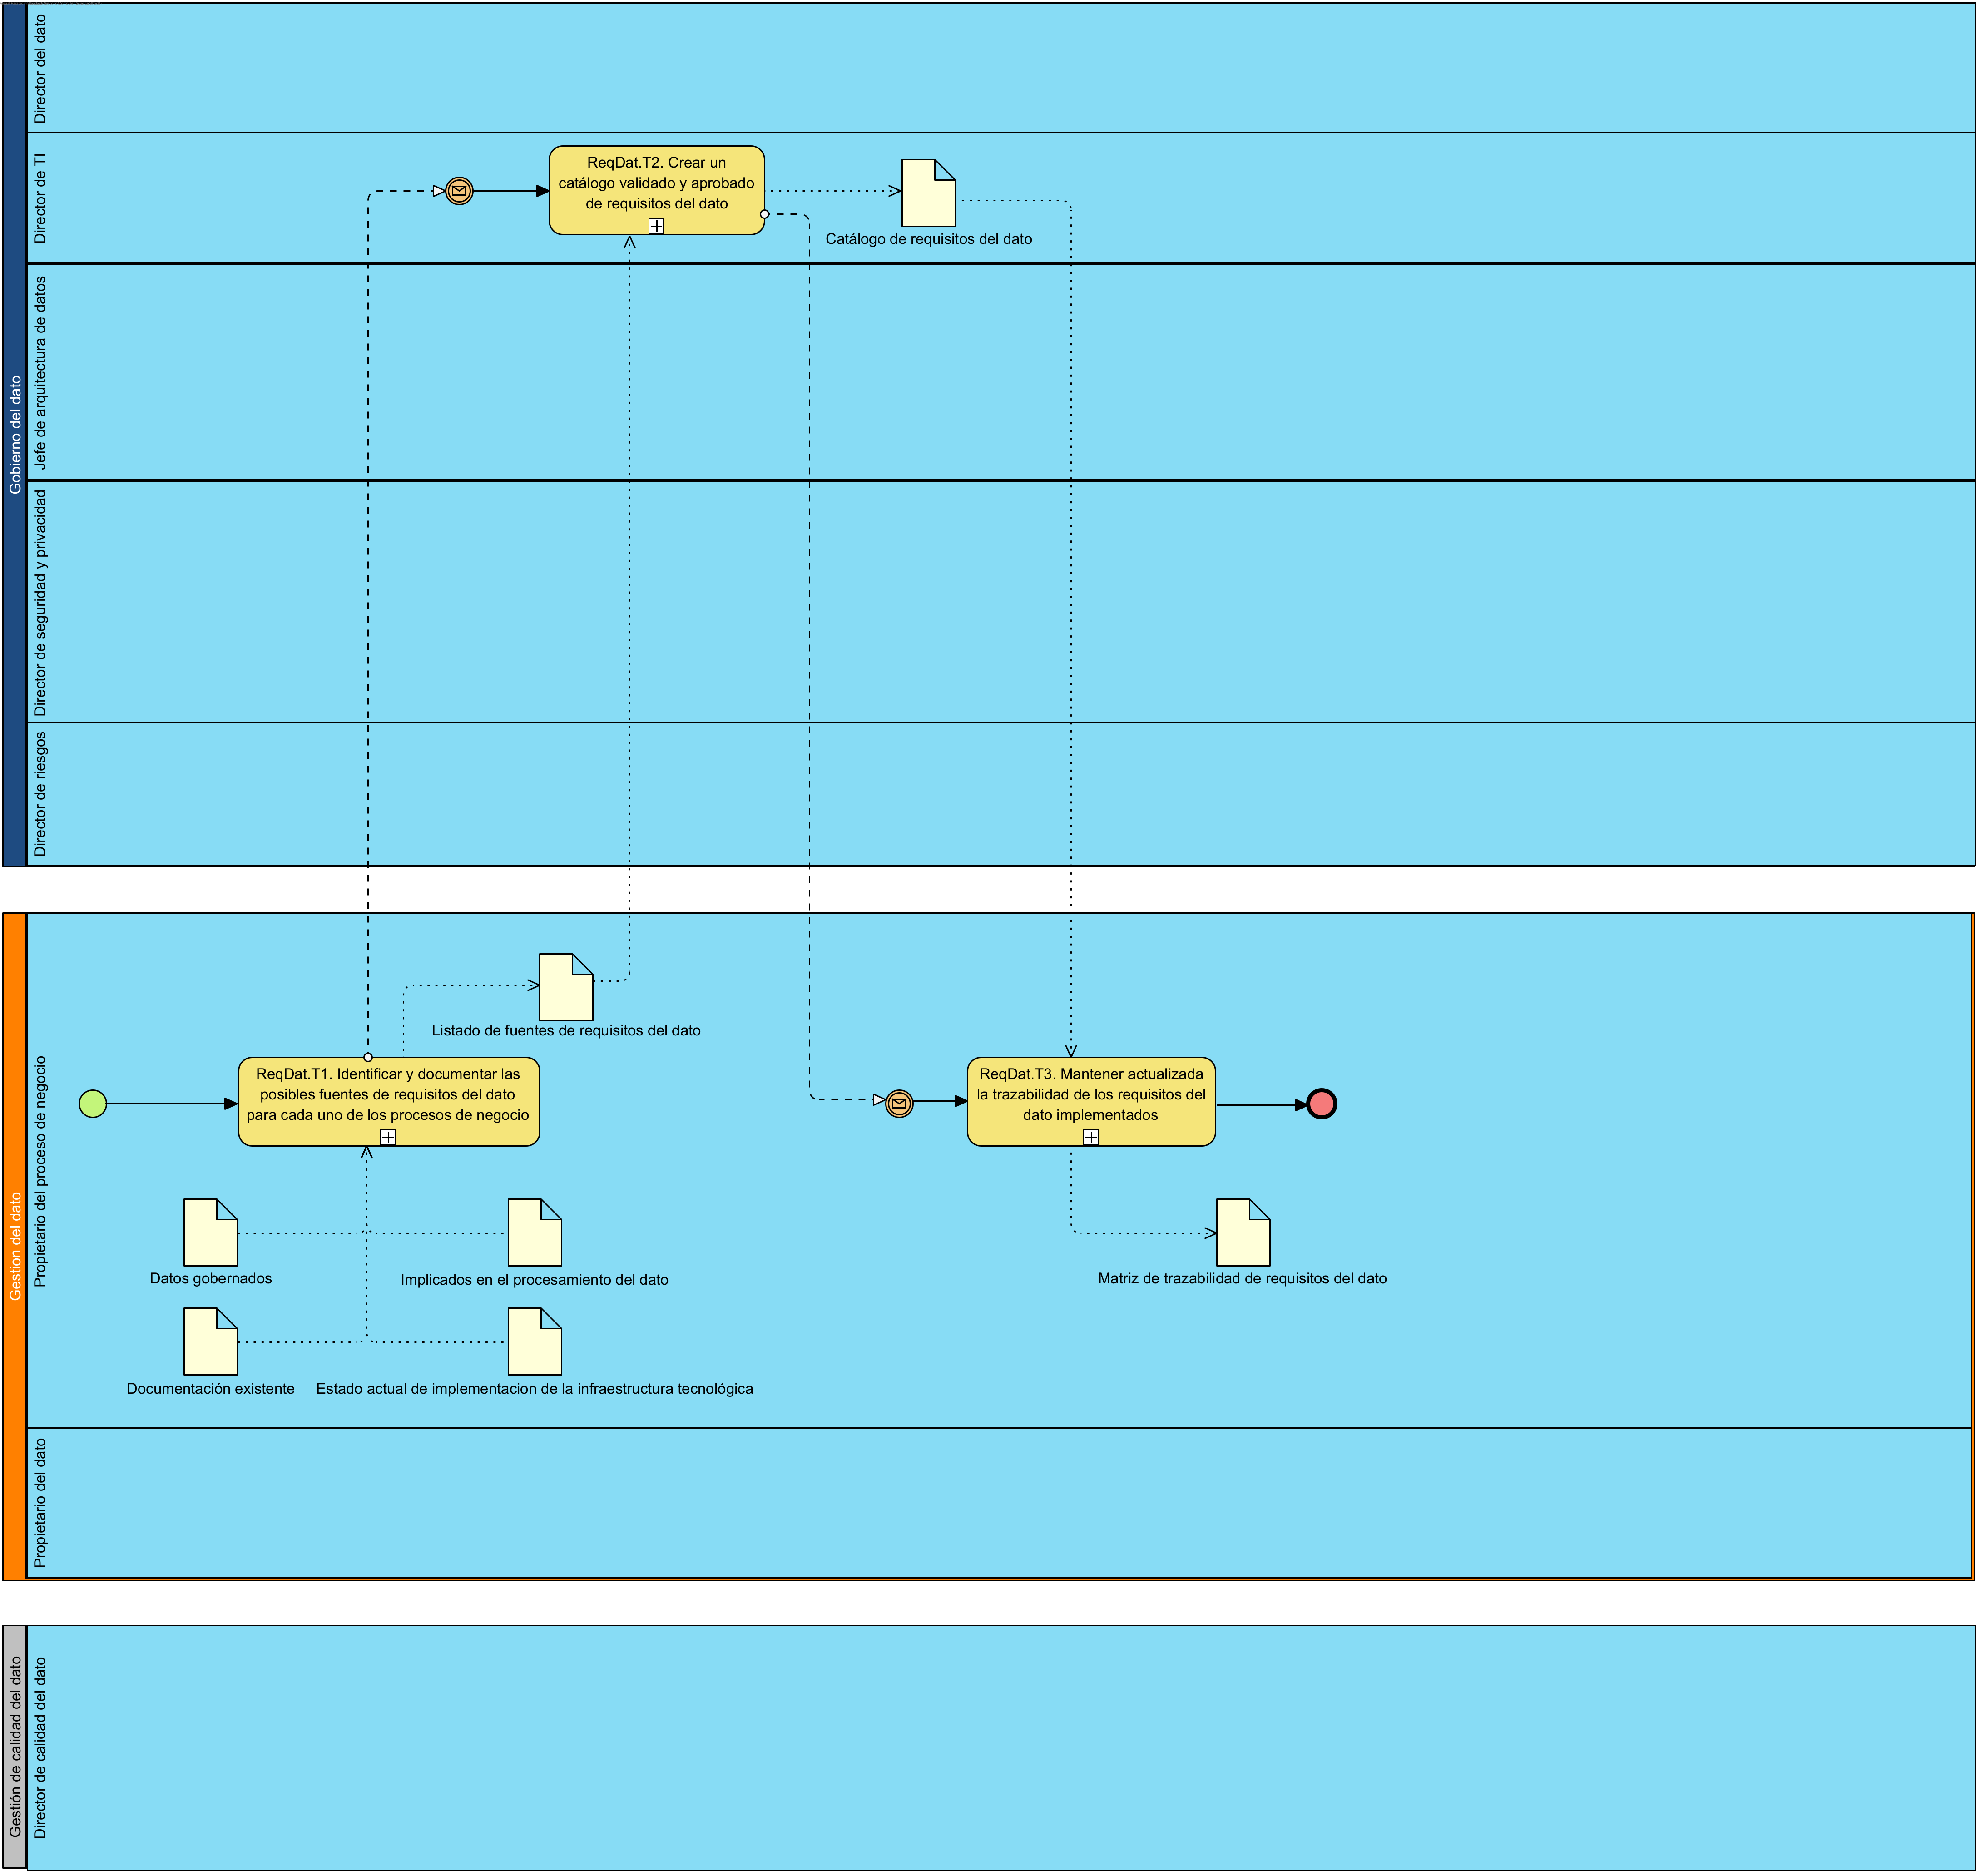 Gobierno del dato
Director del dato
Director de TI
ReqDat.T2. Crear un
catálogo validado y aprobado
de requisitos del dato
Catálogo de requisitos del dato
Jefe de arquitectura de datos
Director de seguridad y privacidad
Director de riesgos
Gestion del dato
Propietario del proceso de negocio
Listado de fuentes de requisitos del dato
ReqDat.T1. Identificar y documentar las
posibles fuentes de requisitos del dato
para cada uno de los procesos de negocio
ReqDat.T3. Mantener actualizada
la trazabilidad de los requisitos del
dato implementados
Datos gobernados
Implicados en el procesamiento del dato
Matriz de trazabilidad de requisitos del dato
Documentación existente
Estado actual de implementacion de la infraestructura tecnológica
Propietario del dato
Gestión de calidad del dato
Director de calidad del dato